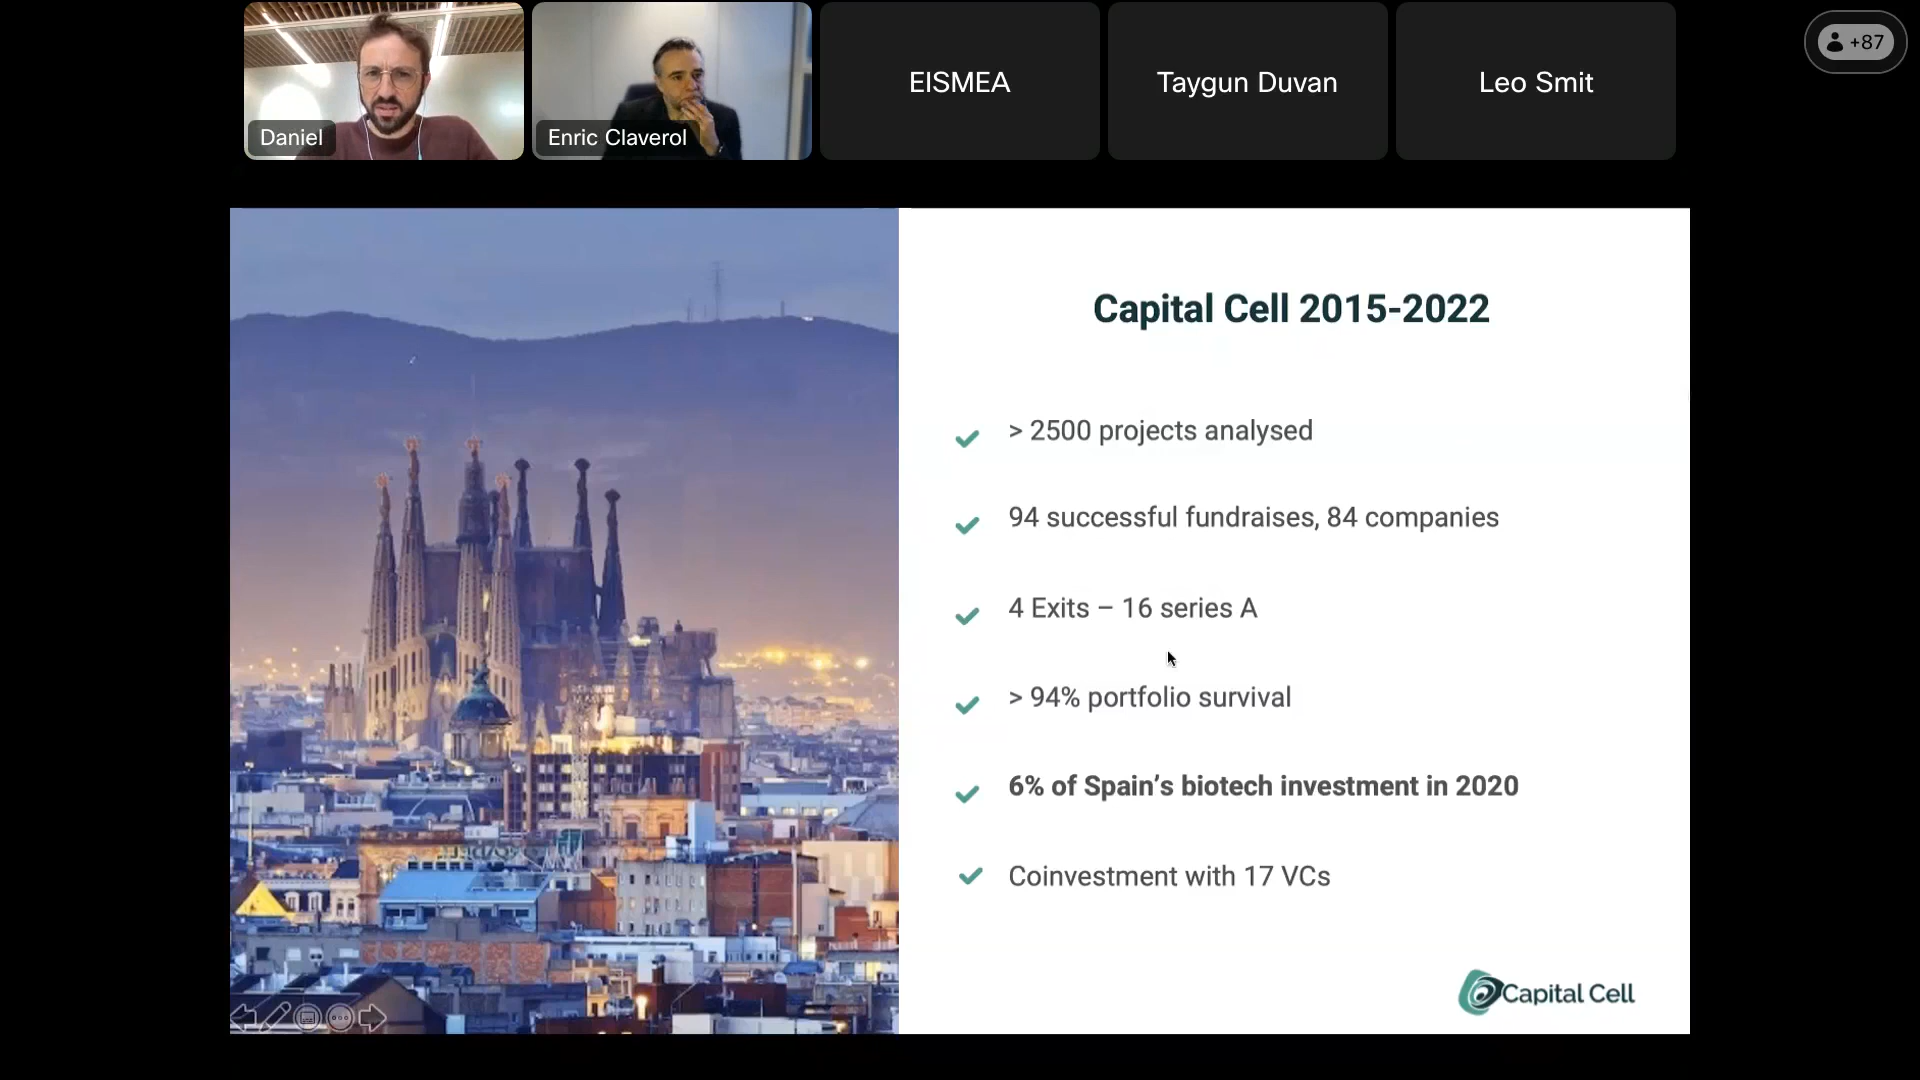 Daniel
Enric Claverol
EISMEA
Taygun Duvan
Leo Smit
+87
Capital Cell 2015-2022
> 2500 projects analysed
94 successful fundraises, 84 companies
4 Exits – 16 series A
> 94% portfolio survival
6% of Spain’s biotech investment in 2020
Coinvestment with 17 VCs
Capital Cell